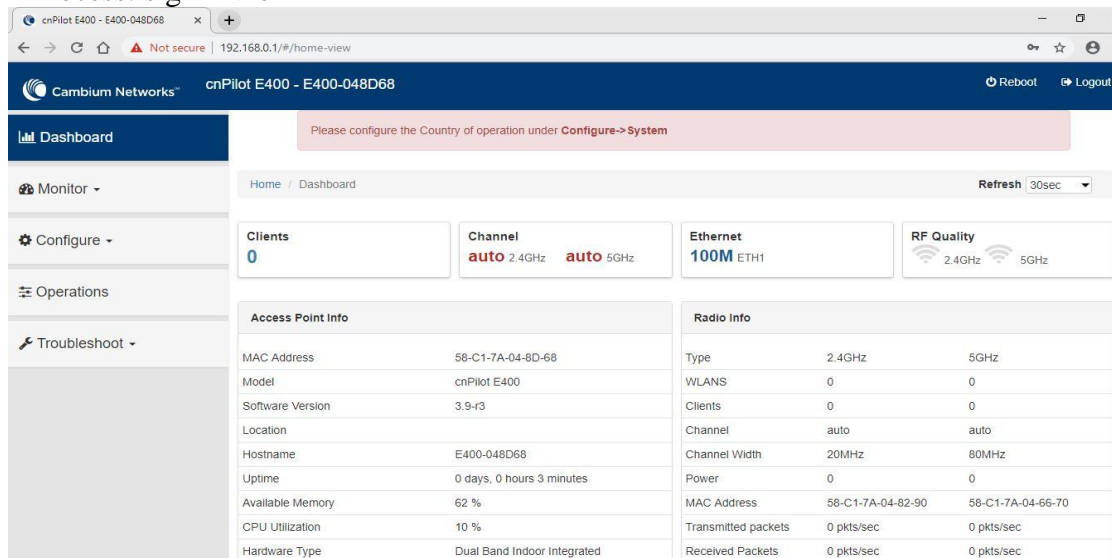 cnPilot E400 - E400-048D68
Not secure | 192.168.0.1/#/home-view
Cambium Networks™ cnPilot E400 - E400-048D68 Reboot Logout
Dashboard
Please configure the Country of operation under Configure->System
Monitor
Home / Dashboard Refresh 30sec
Configure
Clients Channel Ethernet RF Quality
0 auto 2.4GHz auto 5GHz 100M ETH1 2.4GHz 5GHz
Operations
Access Point Info Radio Info
Troubleshoot
MAC Address 58-C1-7A-04-8D-68 Type 2.4GHz 5GHz
Model cnPilot E400 WLANS 0 0
Software Version 3.9-r3 Clients 0 0
Location Channel auto auto
Hostname E400-048D68 Channel Width 20MHz 80MHz
Uptime 0 days, 0 hours 3 minutes Power 0 0
Available Memory 62 % MAC Address 58-C1-7A-04-82-90 58-C1-7A-04-66-70
CPU Utilization 10 % Transmitted packets 0 pkts/sec 0 pkts/sec
Hardware Type Dual Band Indoor Integrated Received Packets 0 pkts/sec 0 pkts/sec